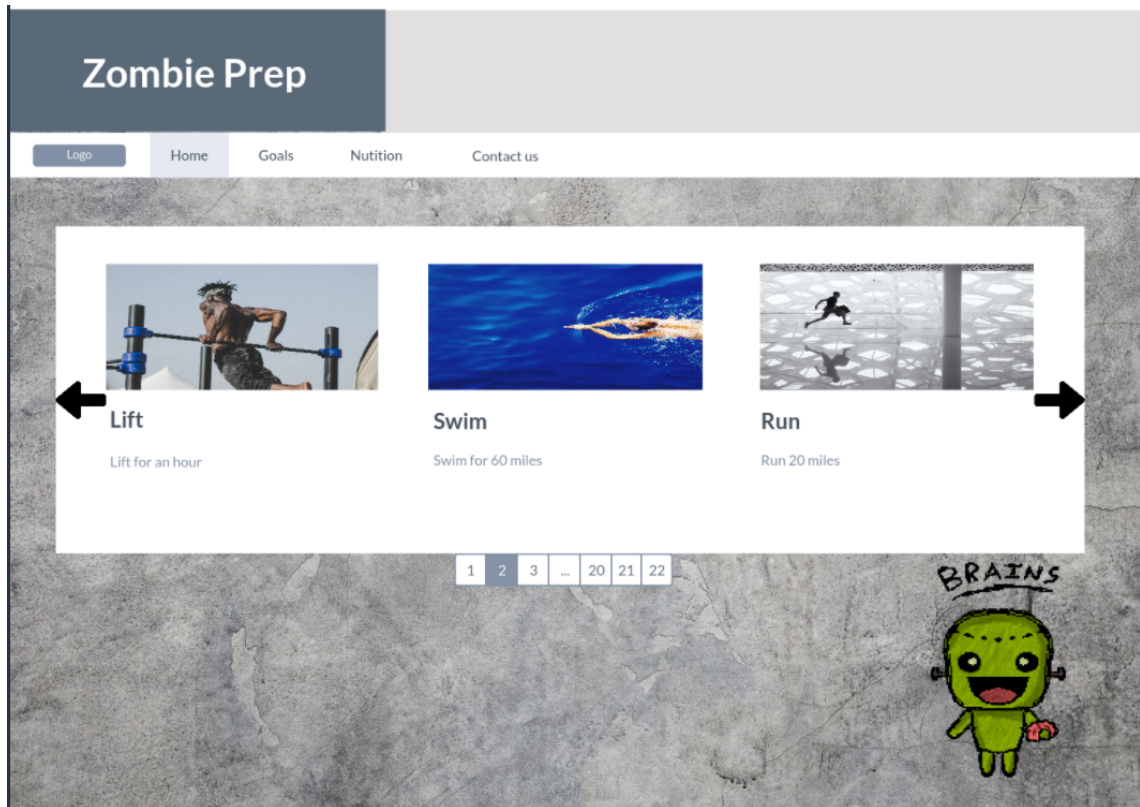 Zombie Prep
Logo Home Goals Nutition Contact us
Lift Swim Run
Lift for an hour Swim for 60 miles Run 20 miles
1 2 3 ... 20 21 22
BRAINS